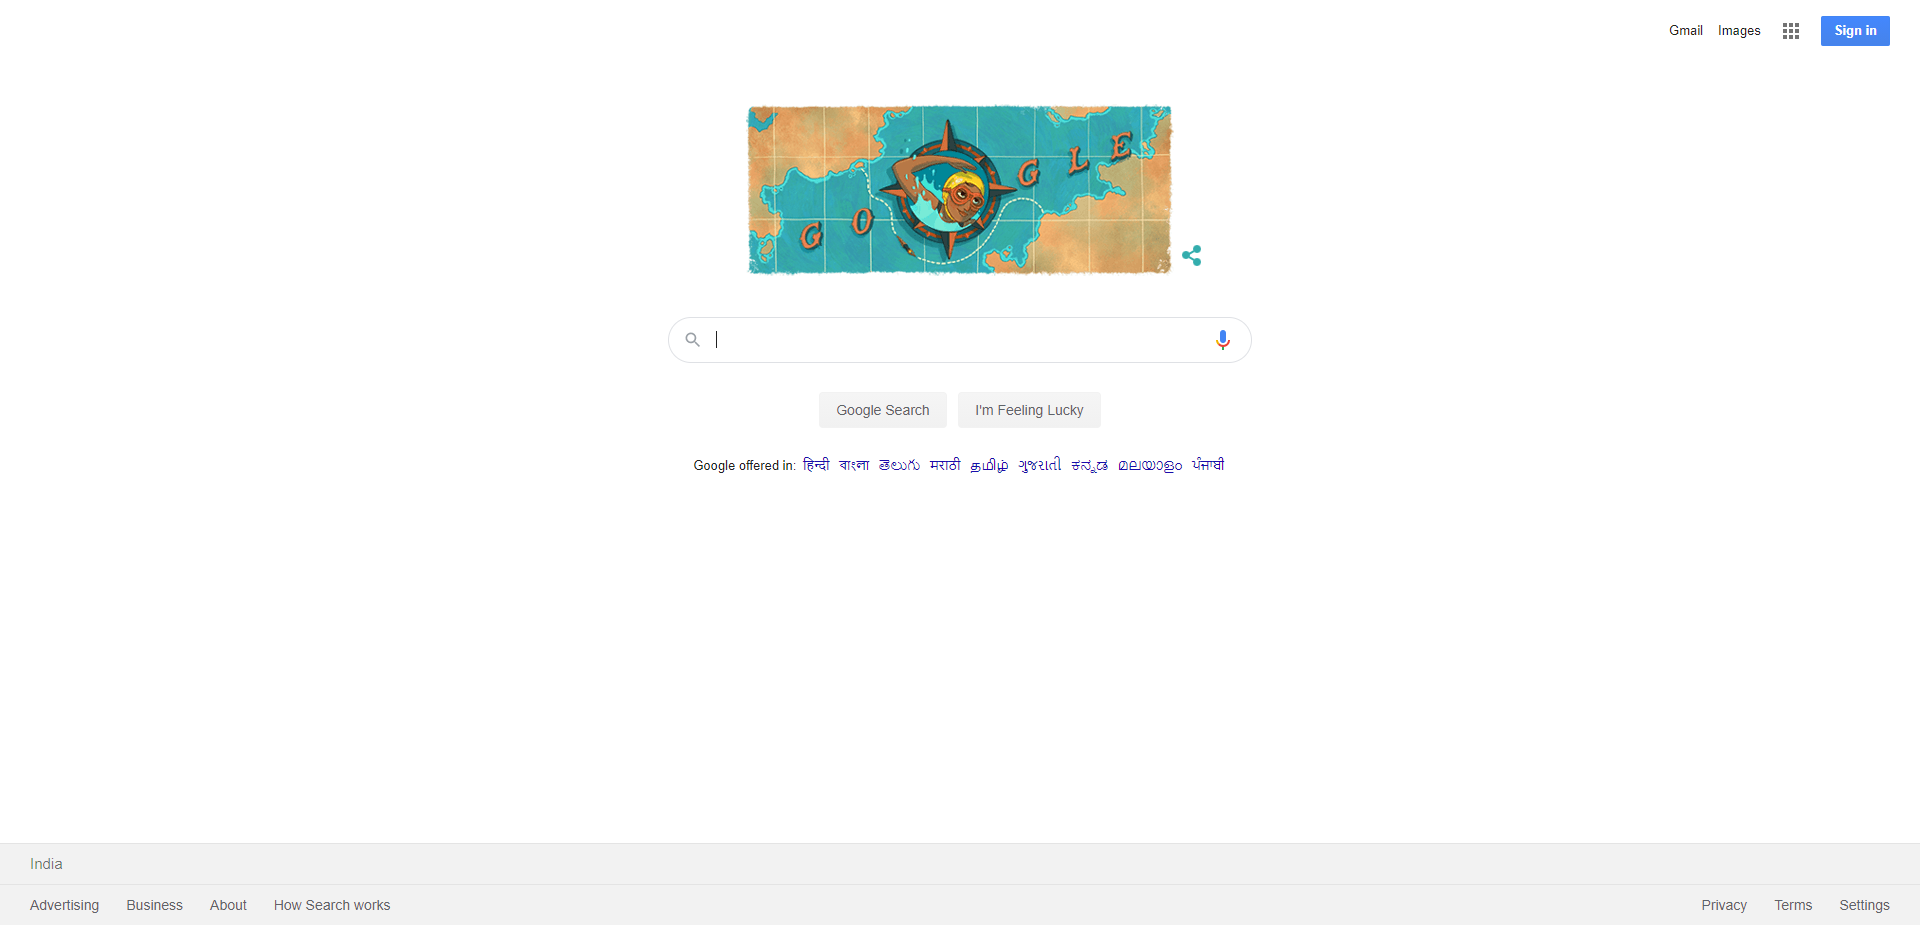 Gmail Images Sign in
G O G L E
Google Search I'm Feeling Lucky
Google offered in: हिन्दी বাংলা తెలుగు मराठी தமிழ் ગુજરાતી ಕನ್ನಡ മലയാളം ਪੰਜਾਬੀ
India
Advertising Business About How Search works Privacy Terms Settings